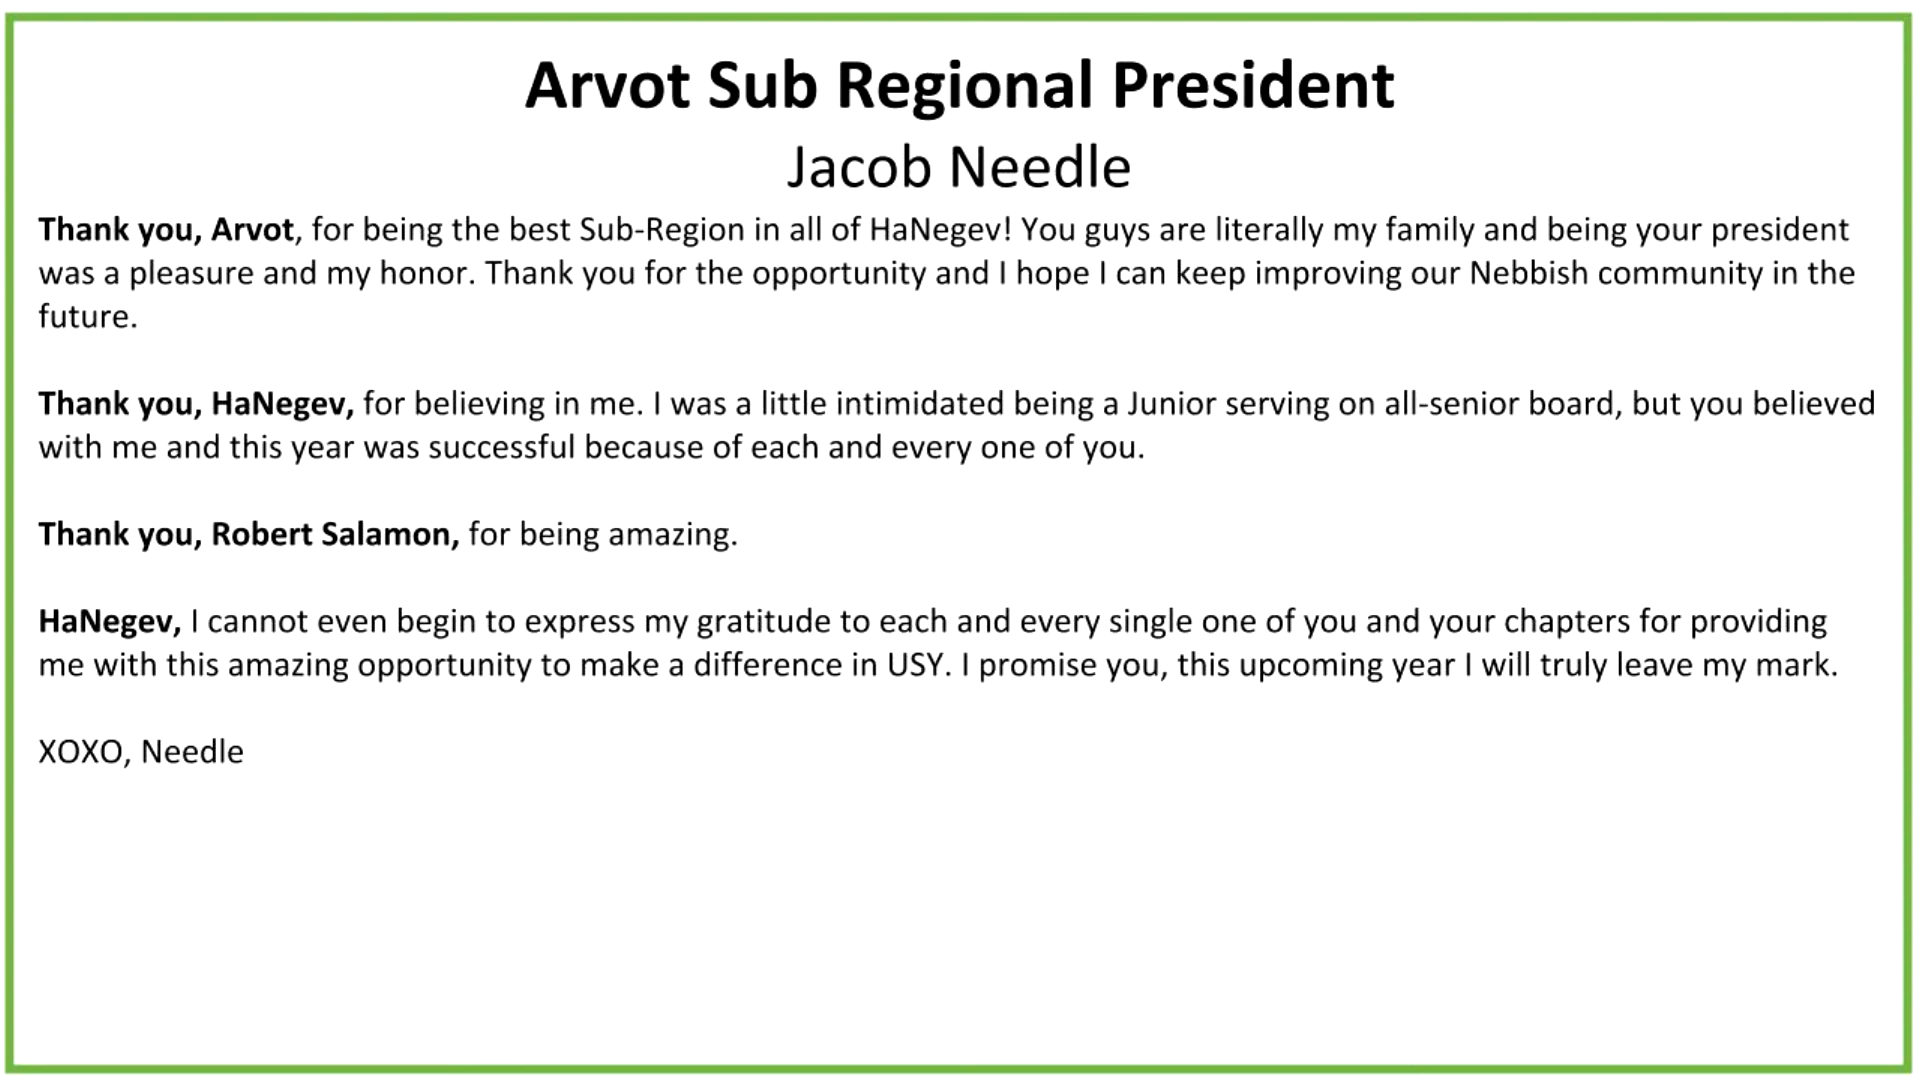 Arvot Sub Regional President
Jacob Needle
Thank you, Arvot, for being the best Sub-Region in all of HaNegev! You guys are literally my family and being your president
was a pleasure and my honor. Thank you for the opportunity and I hope I can keep improving our Nebbish community in the
future.
Thank you, HaNegev, for believing in me. I was a little intimidated being a Junior serving on all-senior board, but you believed
with me and this year was successful because of each and every one of you.
Thank you, Robert Salamon, for being amazing.
HaNegev, I cannot even begin to express my gratitude to each and every single one of you and your chapters for providing
me with this amazing opportunity to make a difference in USY. I promise you, this upcoming year I will truly leave my mark.
XOXO, Needle